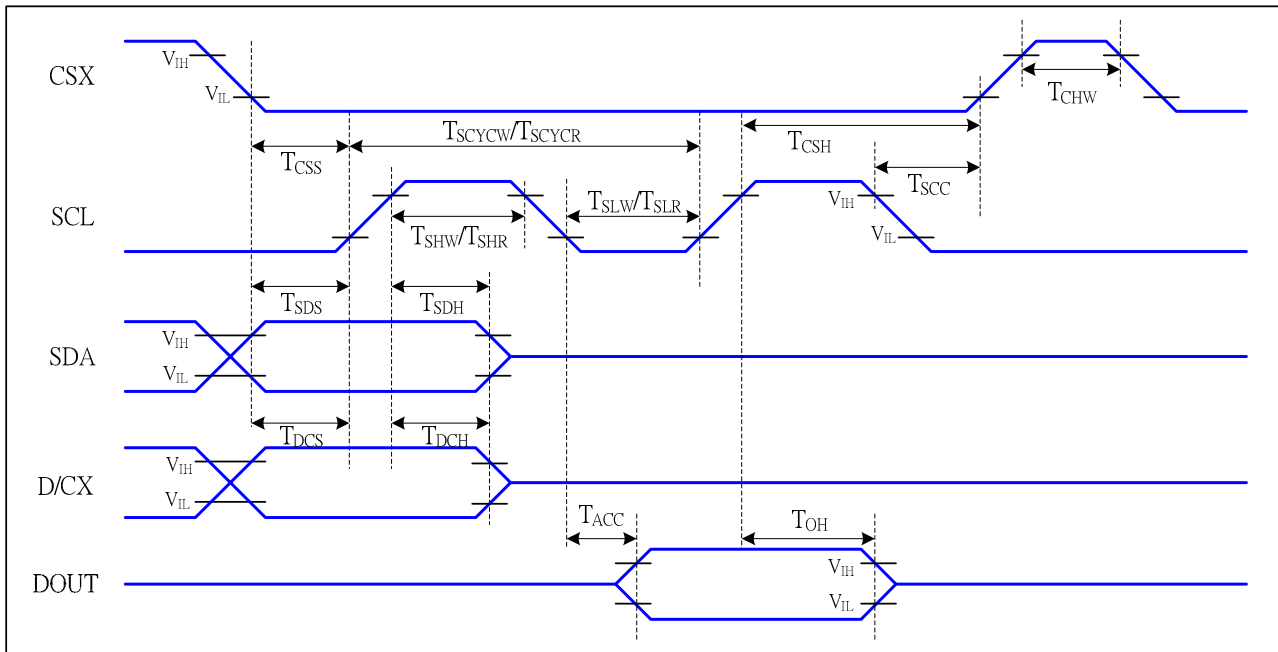 CSX
VIH
VIL
TCHW
TCSS
TSCYCW/TSCYCR
TCSH
TSCC
SCL
TSHW/TSHR
TSLW/TSLR
VIH
VIL
TSDS
TSDH
SDA
VIH
VIL
TDCS
TDCH
D/CX
VIH
VIL
TACC
TOH
DOUT
VIH
VIL